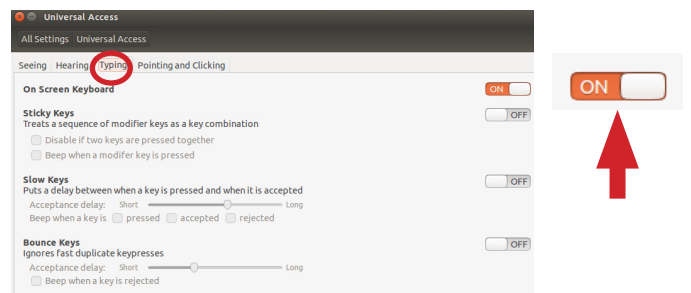 Universal Access
All Settings Universal Access
Seeing Hearing Typing Pointing and Clicking
On Screen Keyboard ON
Sticky Keys OFF
Treats a sequence of modifier keys as a key combination
Disable if two keys are pressed together
Beep when a modifer key is pressed
Slow Keys OFF
Puts a delay between when a key is pressed and when it is accepted
Acceptance delay: Short Long
Beep when a key is pressed accepted rejected
Bounce Keys OFF
Ignores fast duplicate keypresses
Acceptance delay: Short Long
Beep when a key is rejected
ON